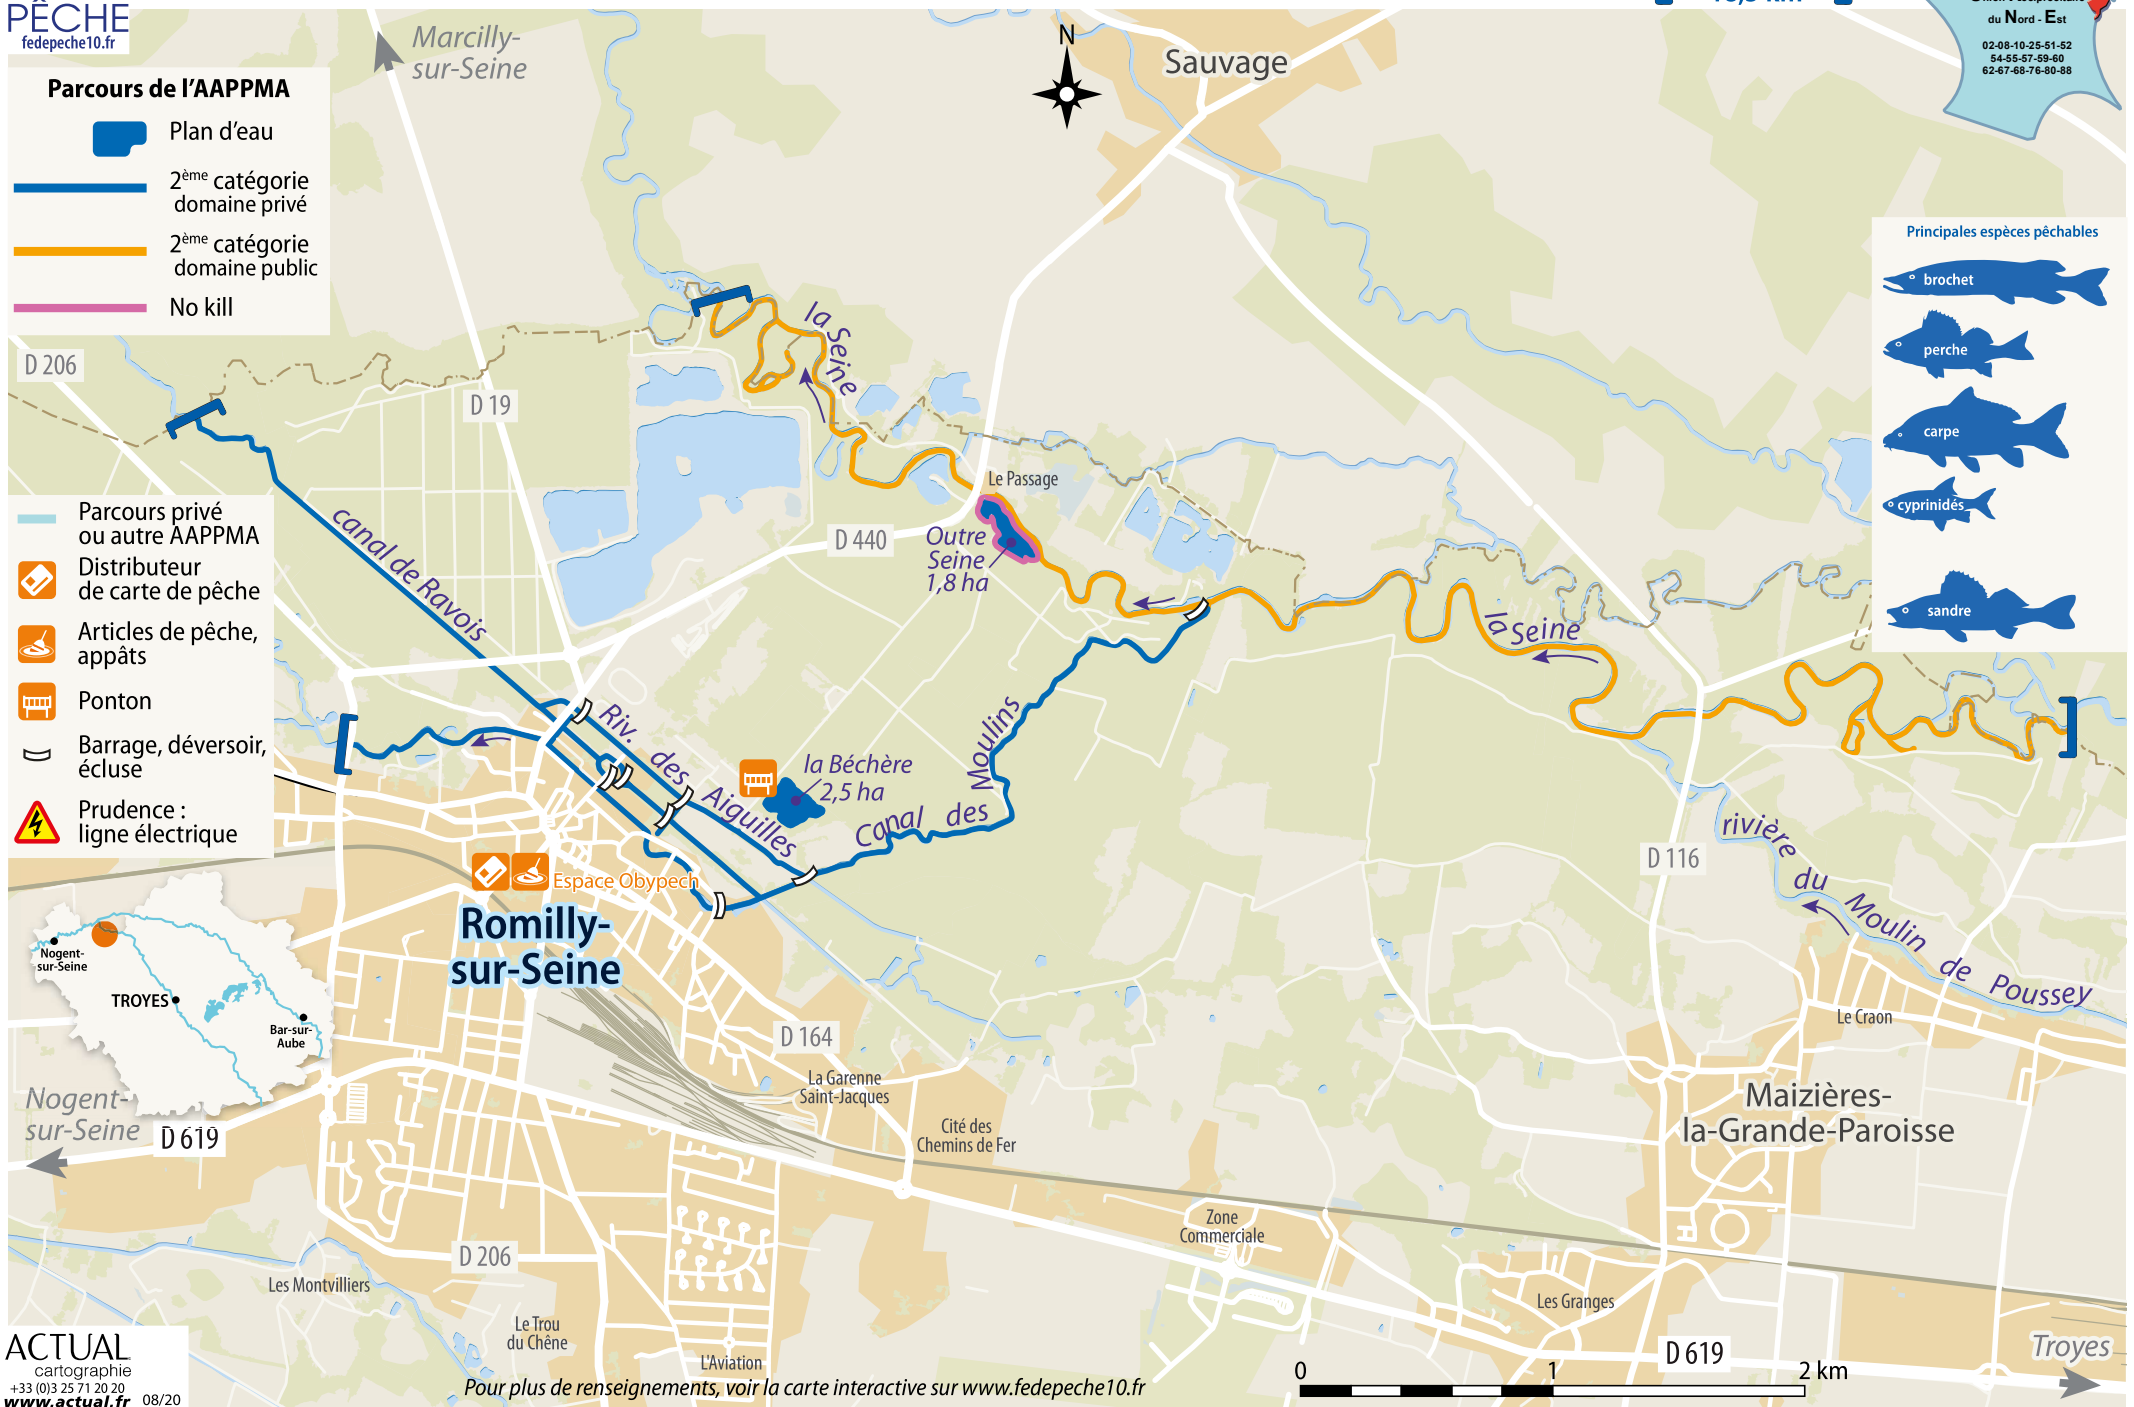 PÊCHE
fedepeche10.fr
Parcours de l'AAPPMA
Plan d'eau
2ème catégorie
domaine privé
2ème catégorie
domaine public
No kill
Marcilly-
sur-Seine
N
Sauvage
du Nord - Est
02-08-10-25-51-52
54-55-57-59-60
62-67-68-76-80-88
Principales espèces pêchables
brochet
perche
carpe
cyprinidés
sandre
D 206
D 19
la Seine
Le Passage
D 440
Outre
Seine
1,8 ha
canal de Ravois
la Seine
Parcours privé
ou autre AAPPMA
Distributeur
de carte de pêche
Articles de pêche,
appâts
Ponton
Barrage, déversoir,
écluse
Prudence :
ligne électrique
Riv. des Aiguilles
la Béchère
2,5 ha
Canal des Moulins
D 116
rivière du Moulin de Poussey
Espace Obypech
Romilly-
sur-Seine
Nogent-
sur-Seine
TROYES
Bar-sur-
Aube
Le Craon
D 164
La Garenne
Saint-Jacques
Cité des
Chemins de Fer
Maizières-
la-Grande-Paroisse
Nogent-
sur-Seine
D 619
Zone
Commerciale
D 206
Les Montvilliers
Le Trou
du Chêne
L'Aviation
Les Granges
D 619
Troyes
0 1 2 km
Pour plus de renseignements, voir la carte interactive sur www.fedepeche10.fr
ACTUAL
cartographie
+33 (0)3 25 71 20 20
www.actual.fr 08/20